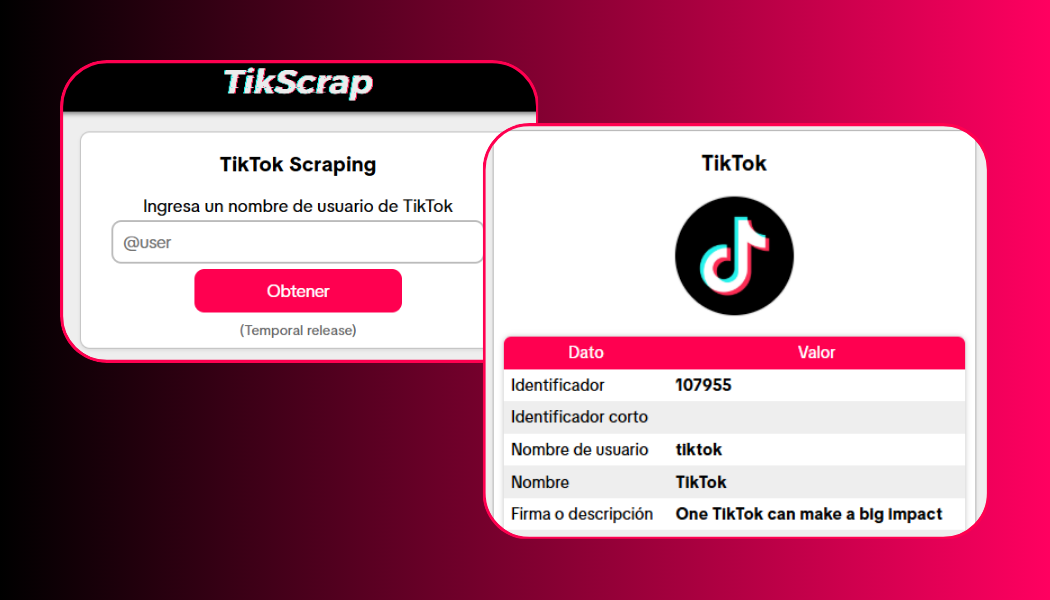 TikScrap
TikTok Scraping
Ingresa un nombre de usuario de TikTok
@user
Obtener
(Temporal release)
TikTok
Dato Valor
Identificador 107955
Identificador corto
Nombre de usuario tiktok
Nombre TikTok
Firma o descripción One TikTok can make a big impact